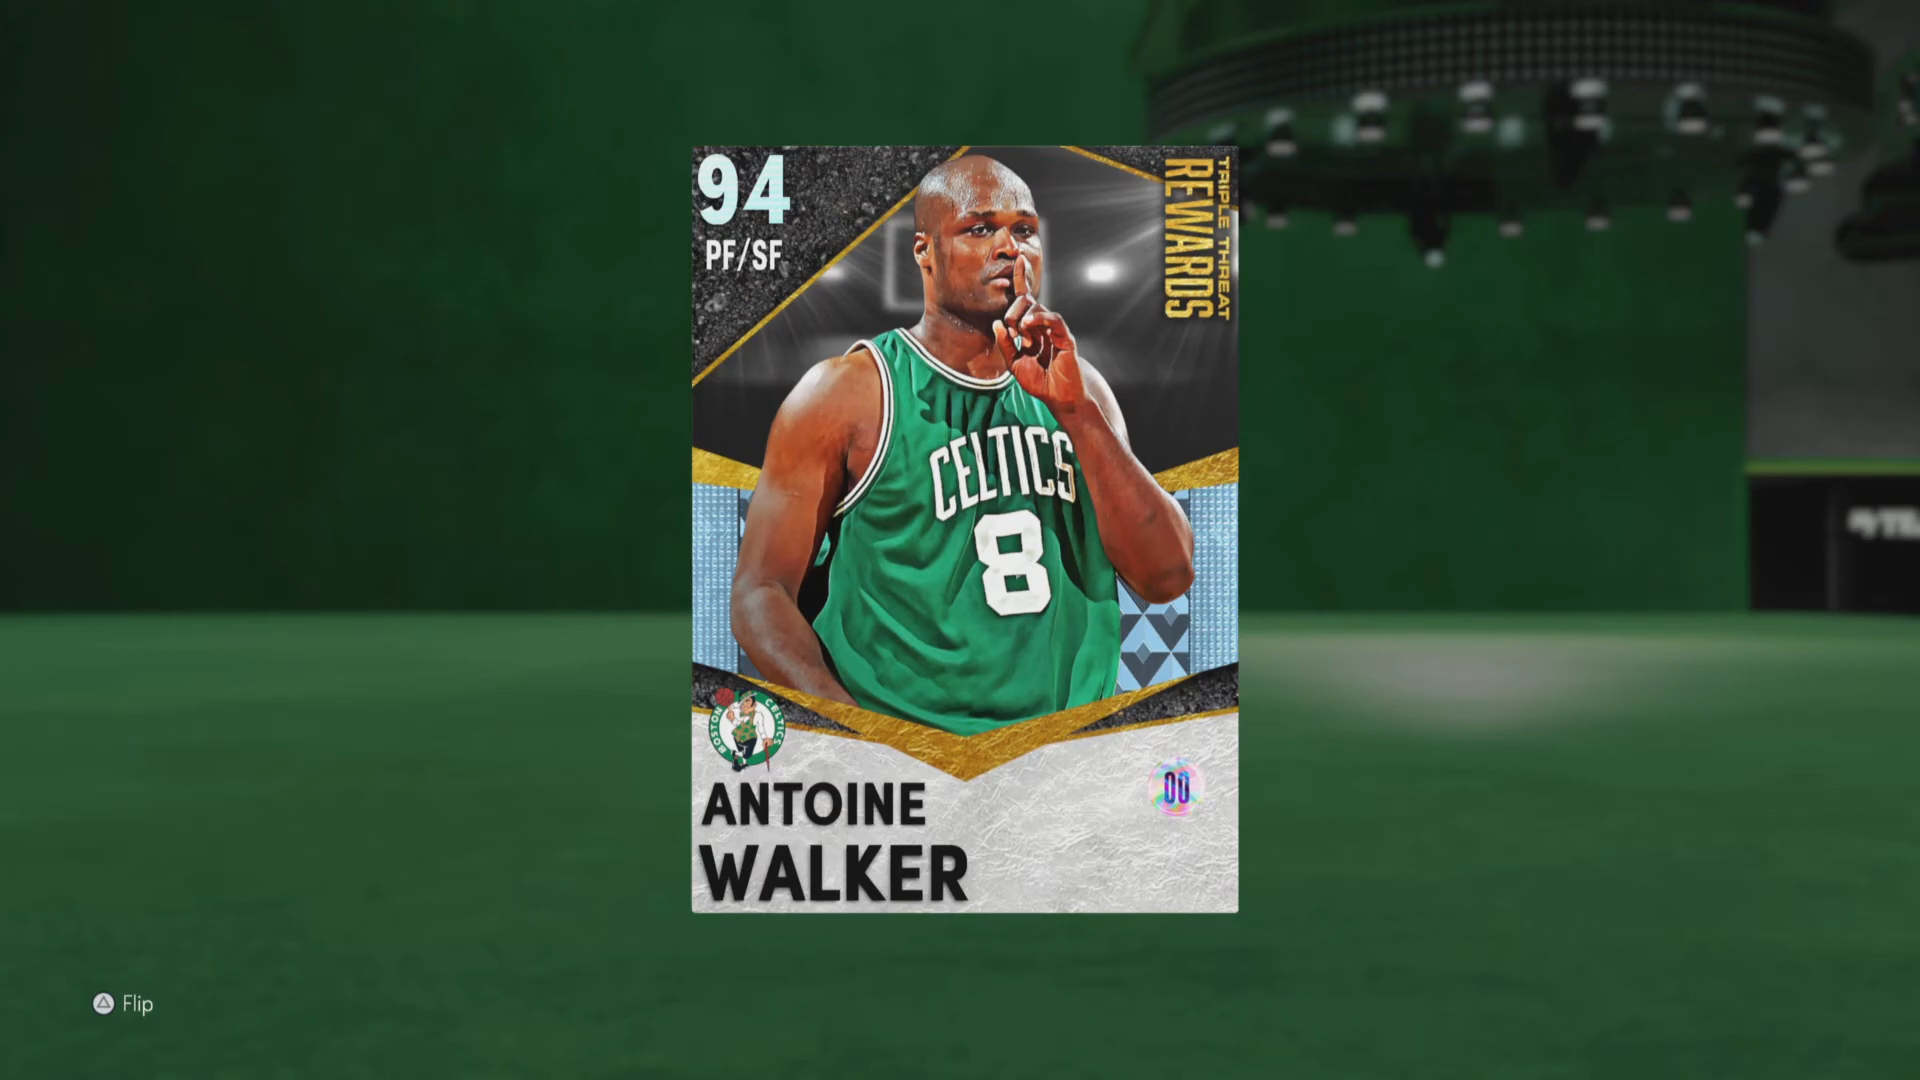 94
PF/SF
TRIPLE THREAT
REWARDS
CELTICS
8
BOSTON CELTICS
00
ANTOINE
WALKER
Flip